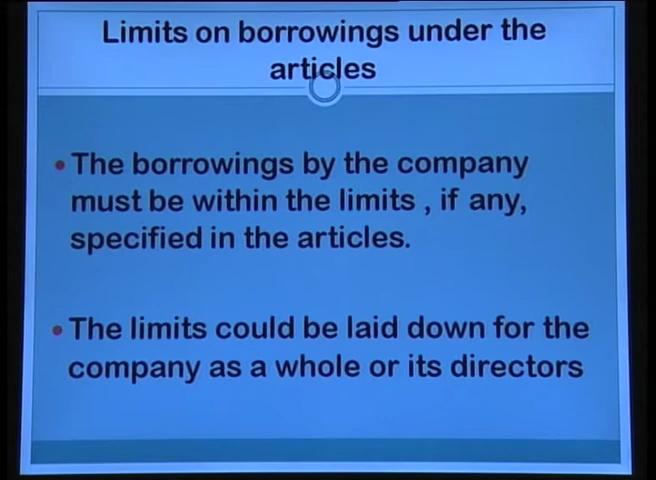 Limits on borrowings under the
articles
• The borrowings by the company
must be within the limits , if any,
specified in the articles.
• The limits could be laid down for the
company as a whole or its directors